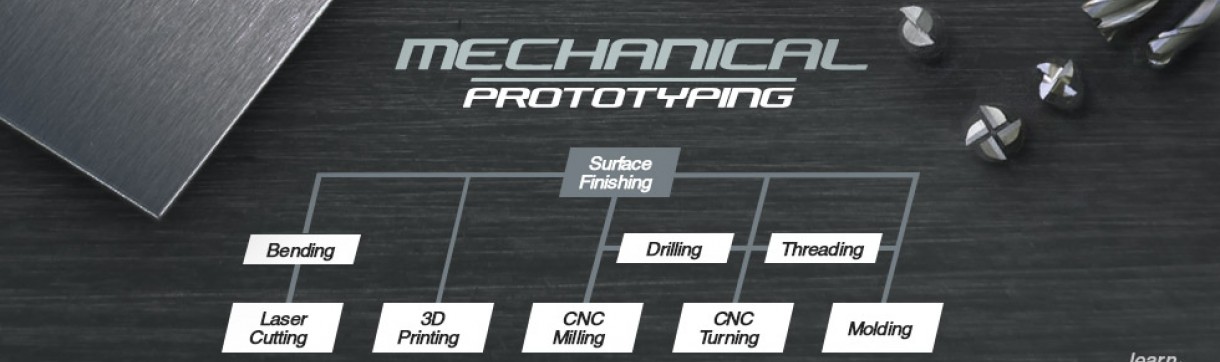 MECHANICAL
PROTOTYPING
Surface
Finishing
Bending
Drilling
Threading
Laser
Cutting
3D
Printing
CNC
Milling
CNC
Turning
Molding
learn